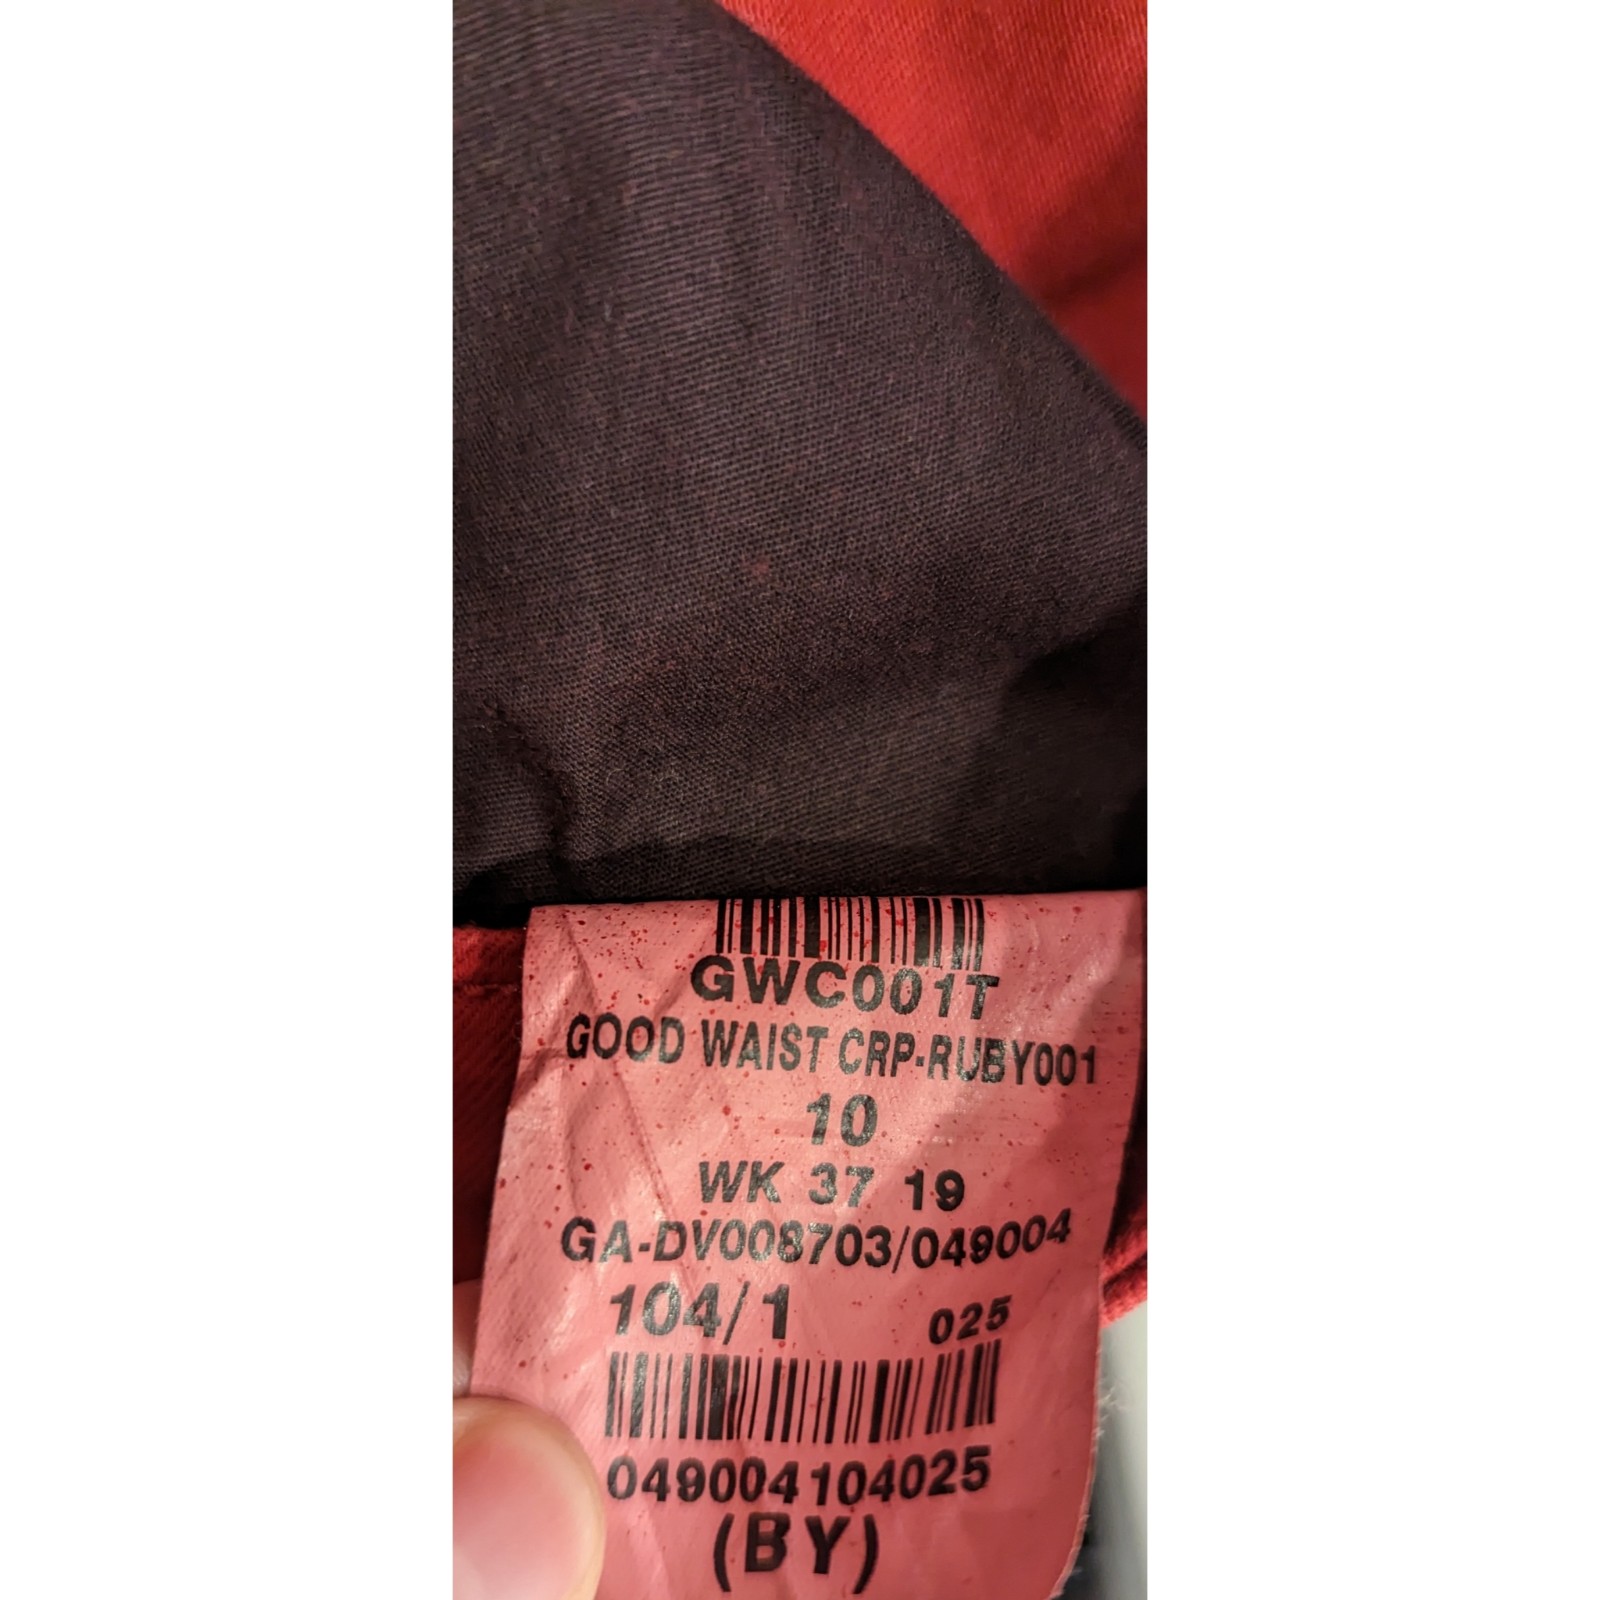 GWC001T
GOOD WAIST CRP-RUBY001
10
WK 37 19
GA-DV008703/049004
104/1 025
049004104025
(BY)